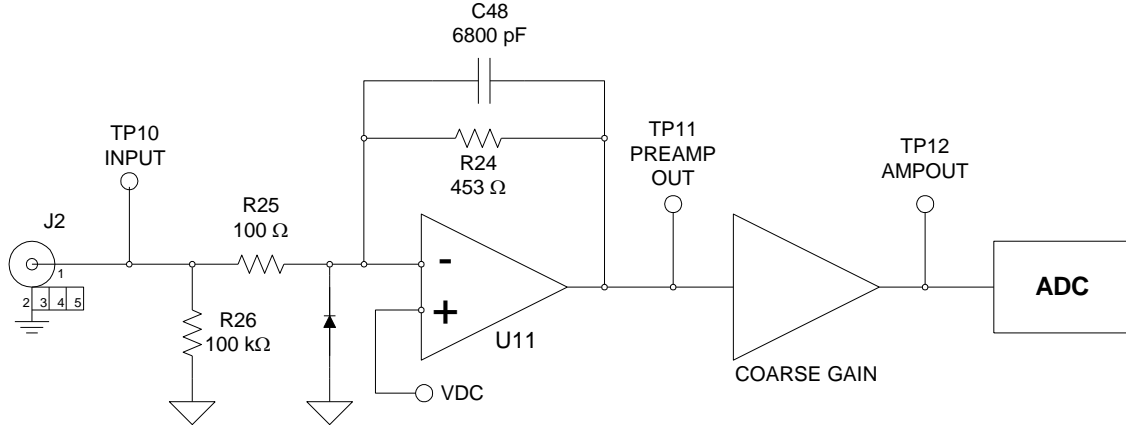 C48
6800 pF
R24
453 Ω
TP10
INPUT
TP11
PREAMP
OUT
TP12
AMPOUT
J2
R25
100 Ω
1
2 3 4 5
R26
100 kΩ
-
+
U11
VDC
COARSE GAIN
ADC